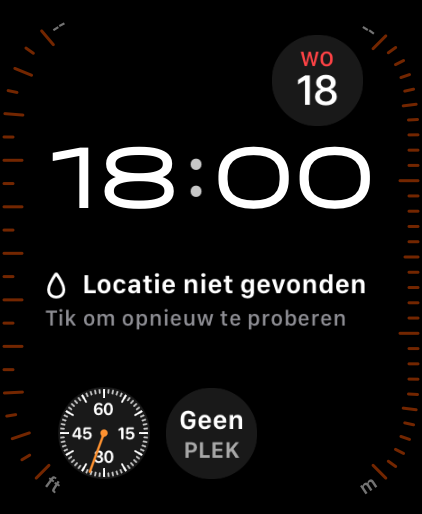 --
--
WO
18
18:00
Locatie niet gevonden
Tik om opnieuw te proberen
60
45
15
30
Geen
PLEK
ft
m